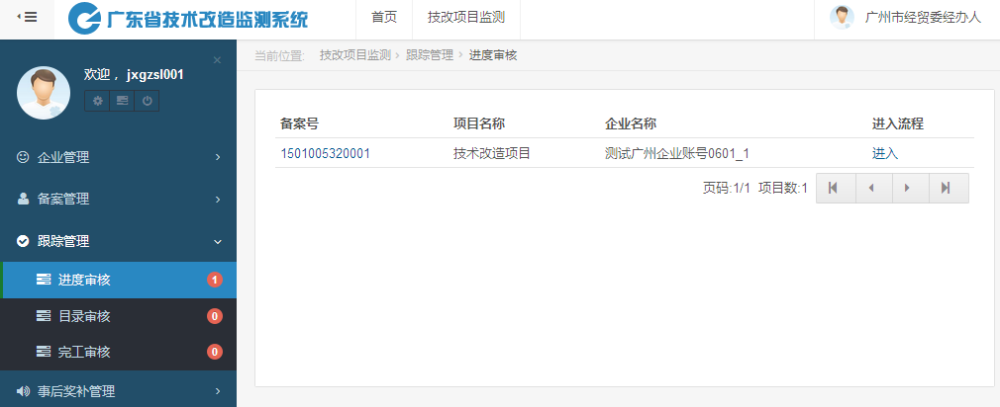 广东省技术改造监测系统
首页
技改项目监测
广州市经贸委经办人
欢迎 ， jxgzsl001
企业管理
备案管理
跟踪管理
进度审核 1
目录审核 0
完工审核 0
事后奖补管理
当前位置: 技改项目监测 › 跟踪管理 › 进度审核
备案号 项目名称 企业名称 进入流程
1501005320001 技术改造项目 测试广州企业账号0601_1 进入
页码:1/1 项目数:1